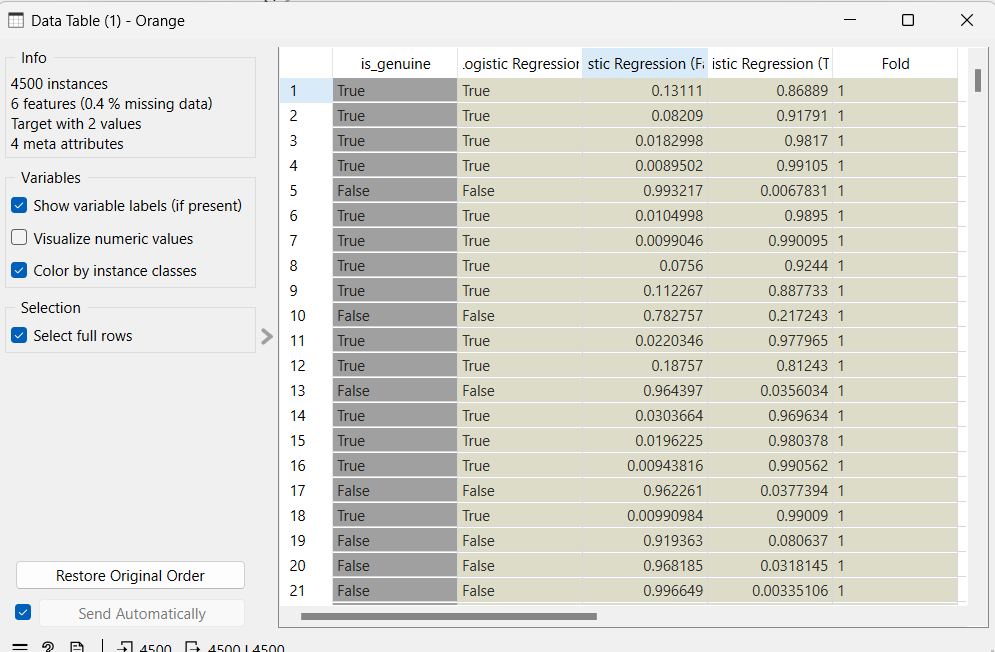 Data Table (1) - Orange
Info
4500 instances
6 features (0.4 % missing data)
Target with 2 values
4 meta attributes
Variables
Show variable labels (if present)
Visualize numeric values
Color by instance classes
Selection
Select full rows
Restore Original Order
Send Automatically
4500
4500 | 4500
is_genuine .ogistic Regression stic Regression (Fa istic Regression (T Fold
1 True True 0.13111 0.86889 1
2 True True 0.08209 0.91791 1
3 True True 0.0182998 0.9817 1
4 True True 0.0089502 0.99105 1
5 False False 0.993217 0.0067831 1
6 True True 0.0104998 0.9895 1
7 True True 0.0099046 0.990095 1
8 True True 0.0756 0.9244 1
9 True True 0.112267 0.887733 1
10 False False 0.782757 0.217243 1
11 True True 0.0220346 0.977965 1
12 True True 0.18757 0.81243 1
13 False False 0.964397 0.0356034 1
14 True True 0.0303664 0.969634 1
15 True True 0.0196225 0.980378 1
16 True True 0.00943816 0.990562 1
17 False False 0.962261 0.0377394 1
18 True True 0.00990984 0.99009 1
19 False False 0.919363 0.080637 1
20 False False 0.968185 0.0318145 1
21 False False 0.996649 0.00335106 1